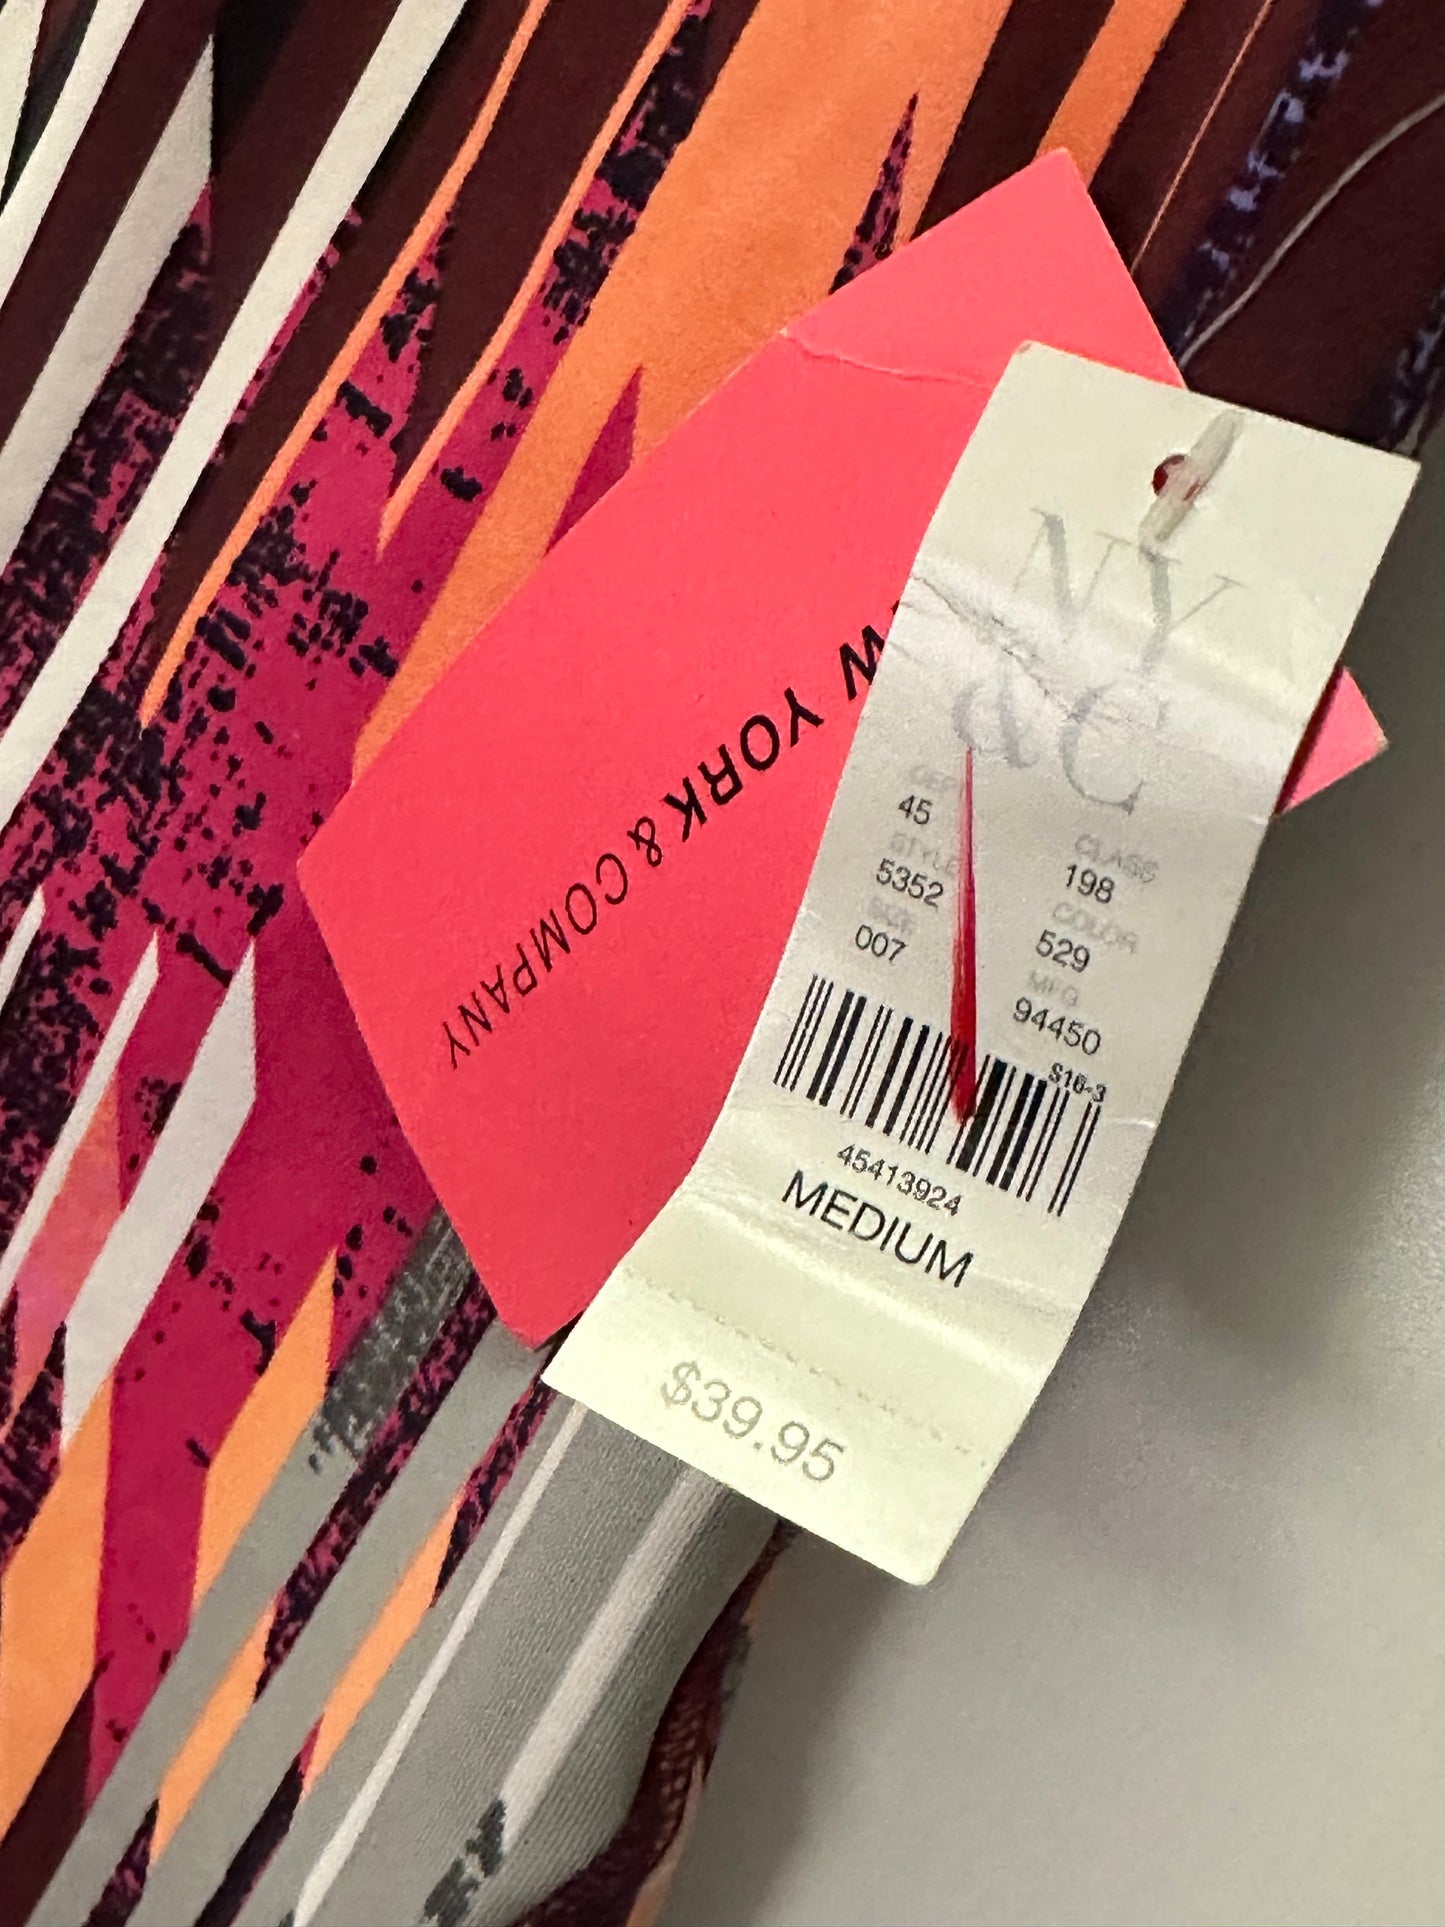 W YORK & COMPANY
NY
&C
DEP
45
CLASS
198
STYLE
5352
COLOR
529
SIZE
007
MFG
94450
S16-3
45413924
MEDIUM
$39.95